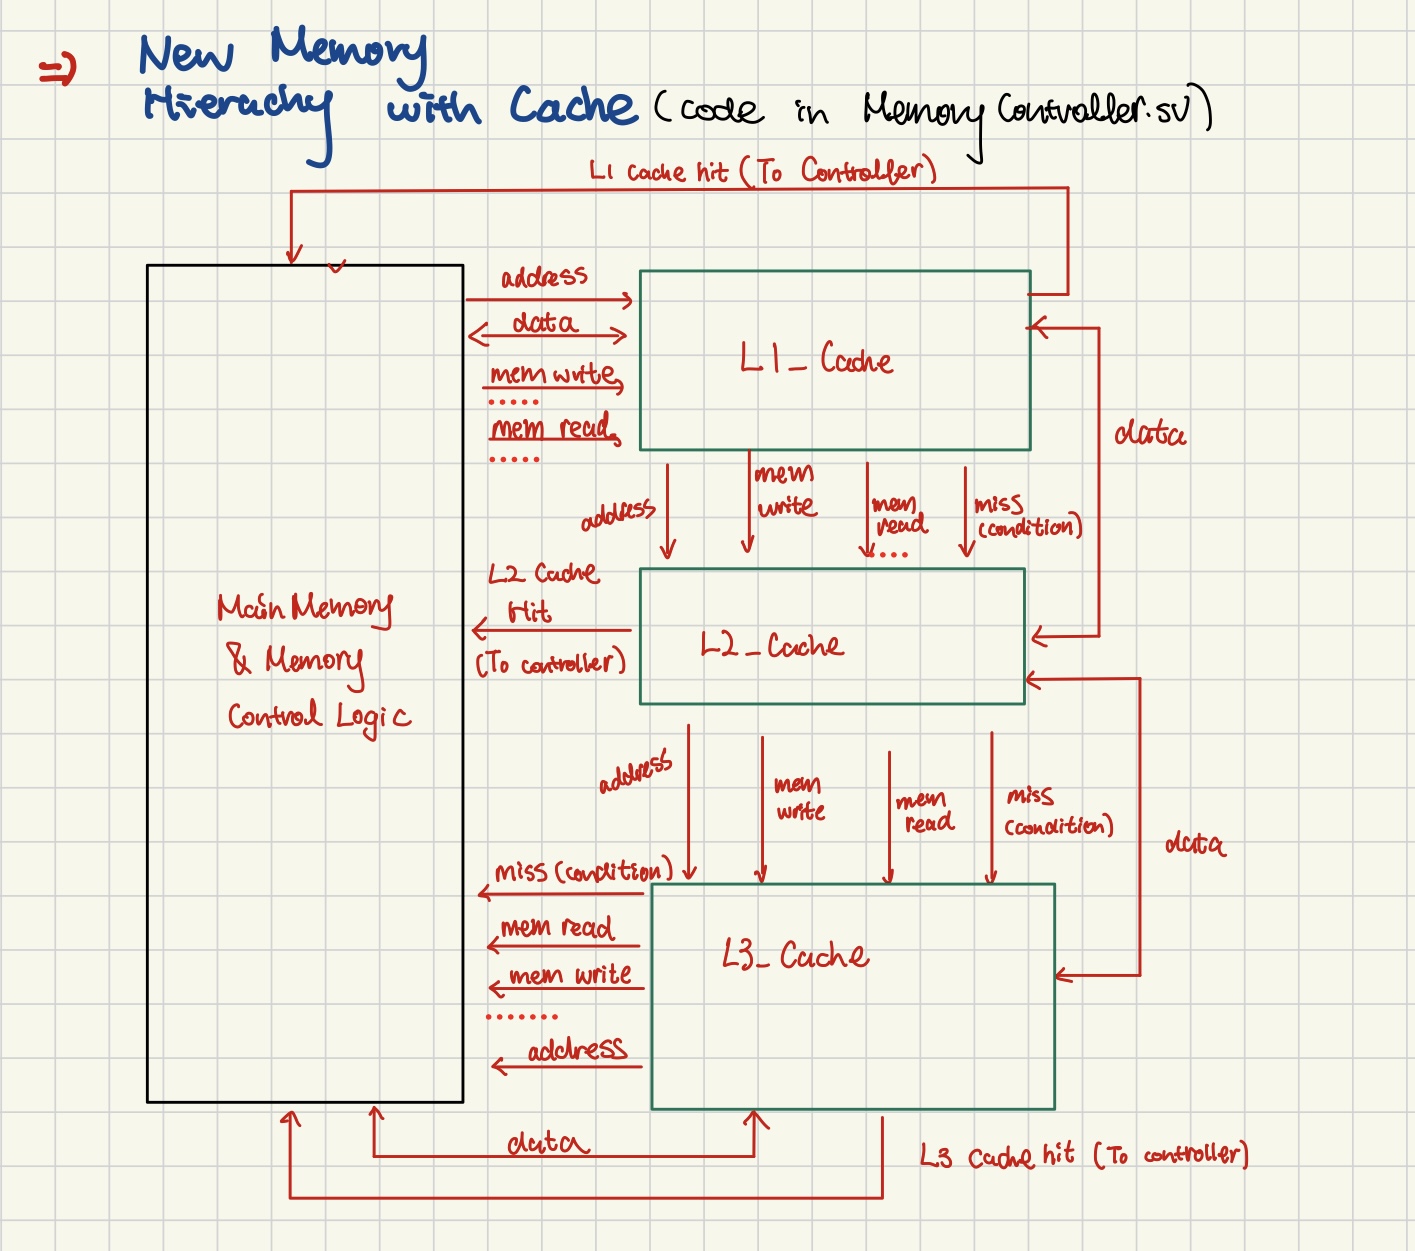 => New Memory
Hierachy with Cache (code in Memory Controller.sv)
L1 cache hit (To Controller)
address
data
mem write
mem read
L1_Cache
data
address
mem
write
mem
read
miss
(condition)
L2 Cache
Hit
(To controller)
L2_Cache
Main Memory
& Memory
Control Logic
address
mem
write
mem
read
miss
(condition)
data
miss (condition)
mem read
mem write
address
L3_Cache
data
L3 Cache hit (To controller)